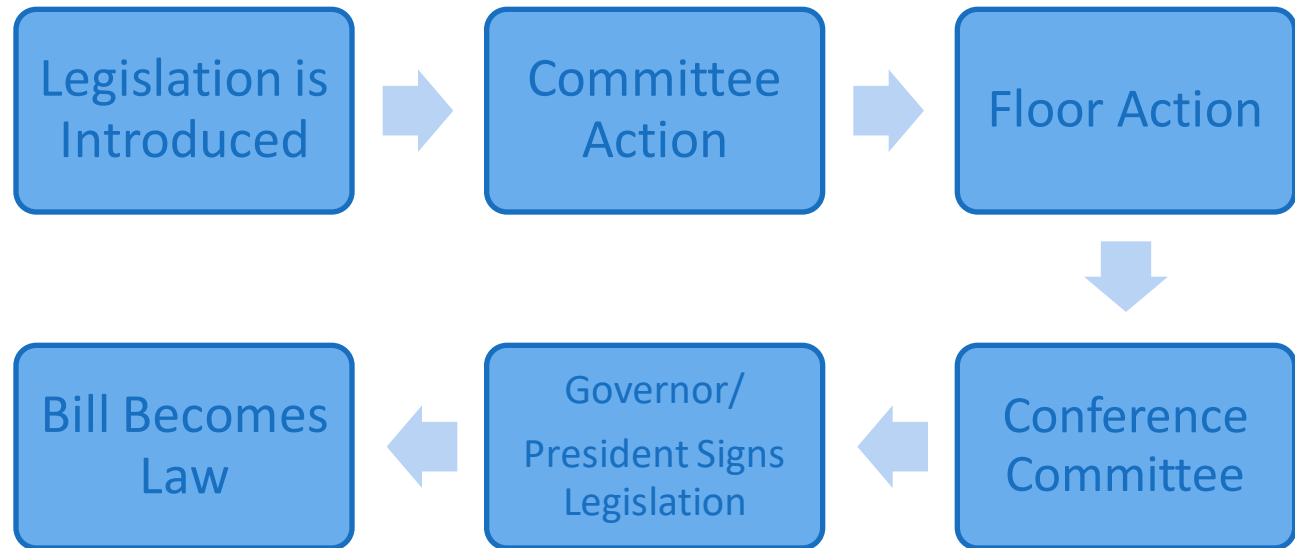 Legislation is
Introduced
Committee
Action
Floor Action
Conference
Committee
Governor/
President Signs
Legislation
Bill Becomes
Law